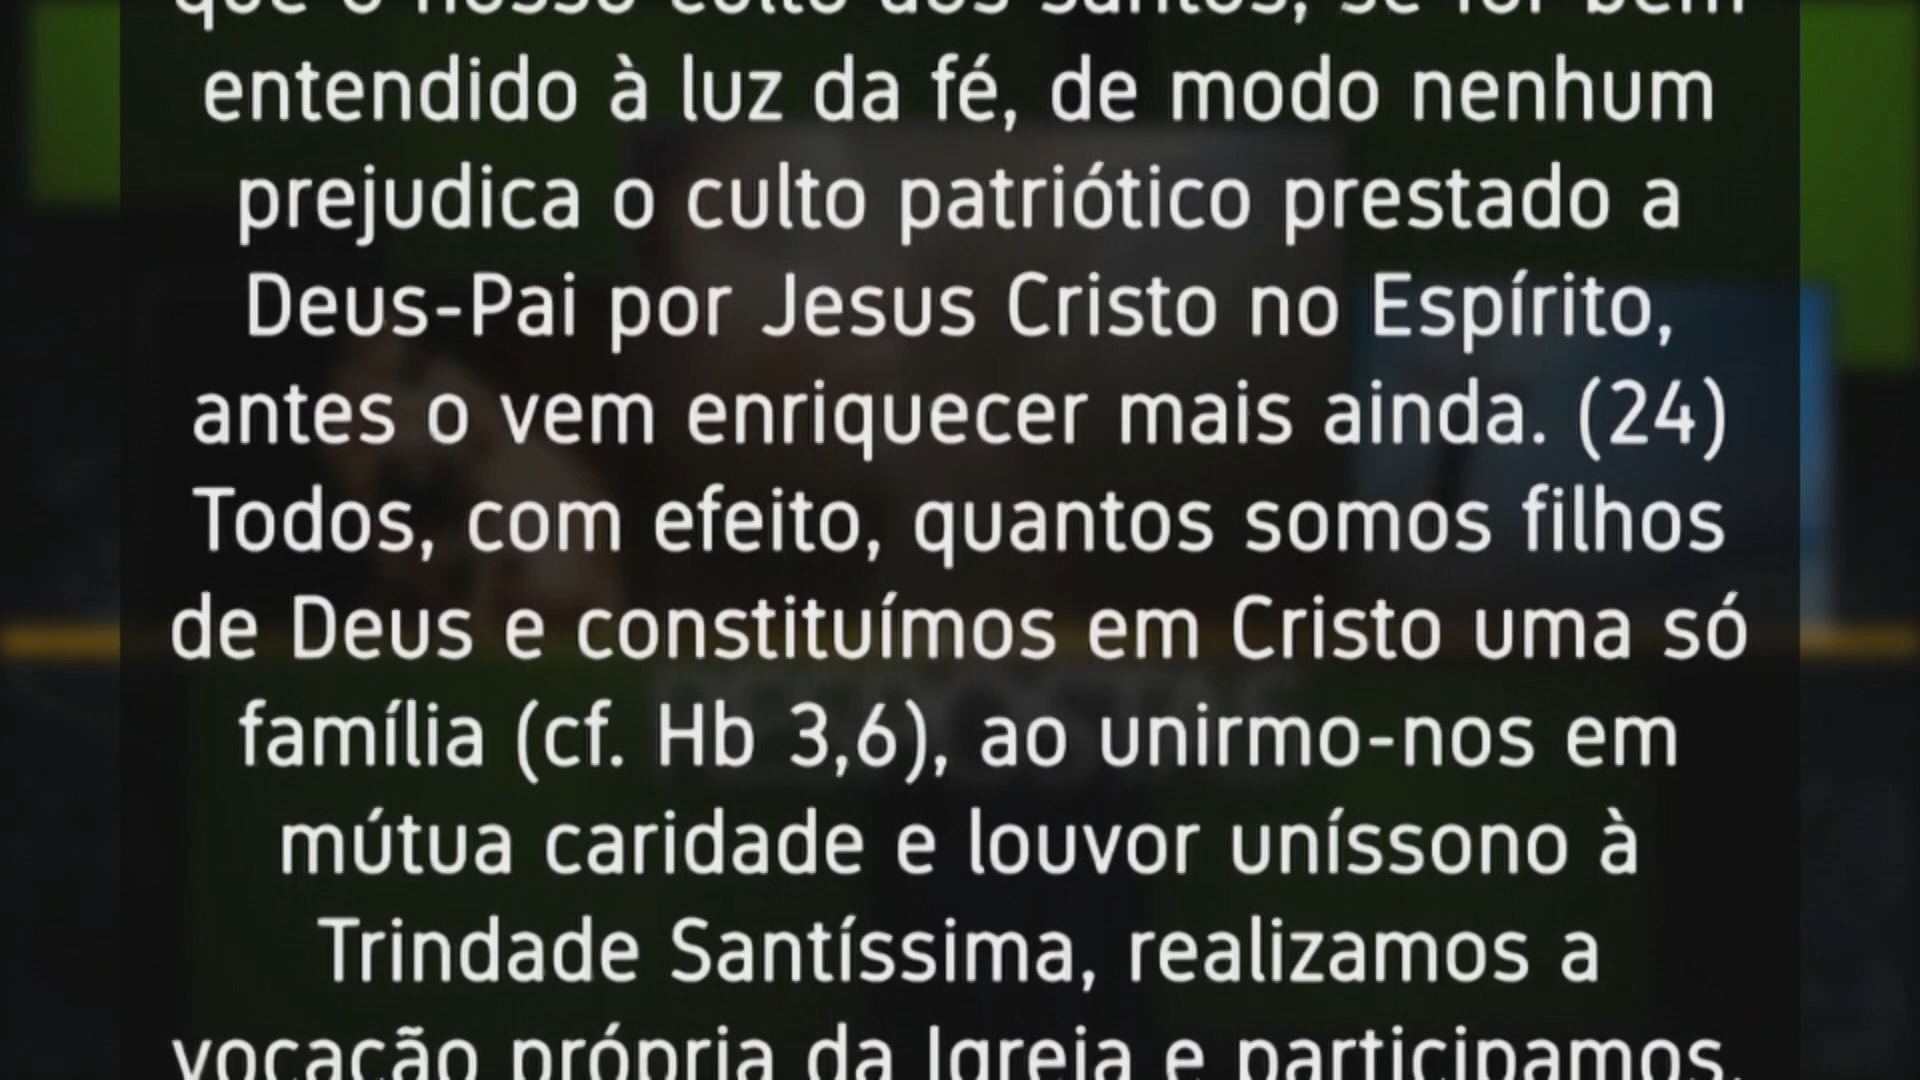 que o nosso culto aos santos, se for bem
entendido à luz da fé, de modo nenhum
prejudica o culto patriótico prestado a
Deus-Pai por Jesus Cristo no Espírito,
antes o vem enriquecer mais ainda. (24)
Todos, com efeito, quantos somos filhos
de Deus e constituímos em Cristo uma só
família (cf. Hb 3,6), ao unirmo-nos em
mútua caridade e louvor uníssono à
Trindade Santíssima, realizamos a
vocação própria da Igreja e participamos,